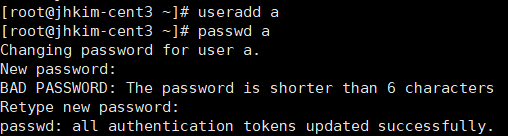 [root@jhkim-cent3 ~]# useradd a
[root@jhkim-cent3 ~]# passwd a
Changing password for user a.
New password:
BAD PASSWORD: The password is shorter than 6 characters
Retype new password:
passwd: all authentication tokens updated successfully.